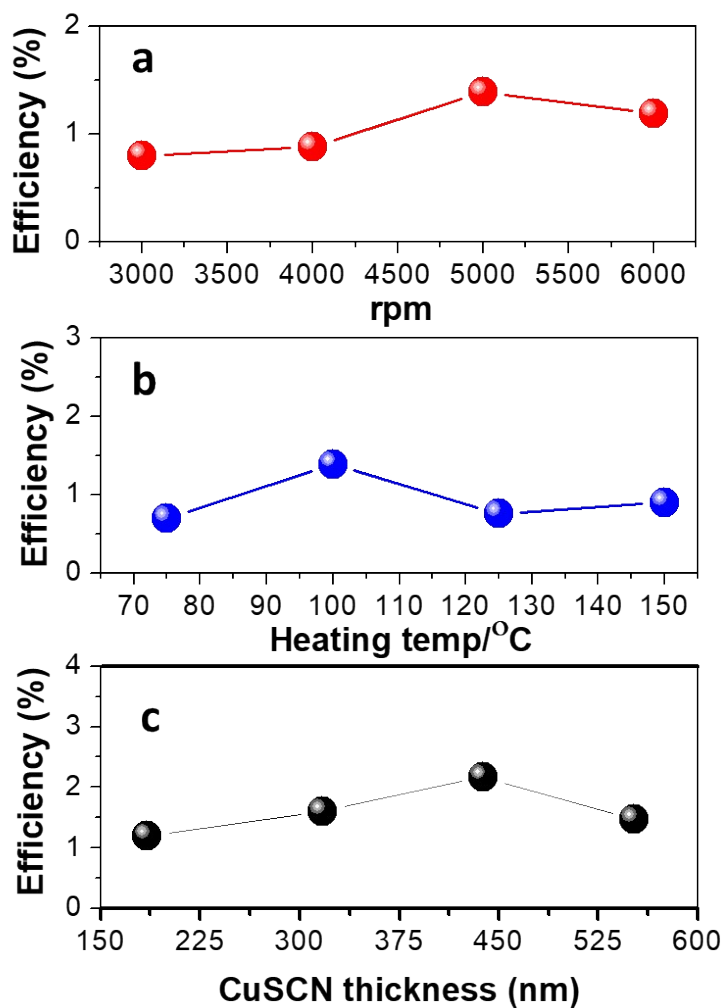 a
Efficiency (%)
2
1
0
3000 3500 4000 4500 5000 5500 6000
rpm
b
Efficiency (%)
3
2
1
0
70 80 90 100 110 120 130 140 150
Heating temp/°C
c
Efficiency (%)
4
3
2
1
0
150 225 300 375 450 525 600
CuSCN thickness (nm)